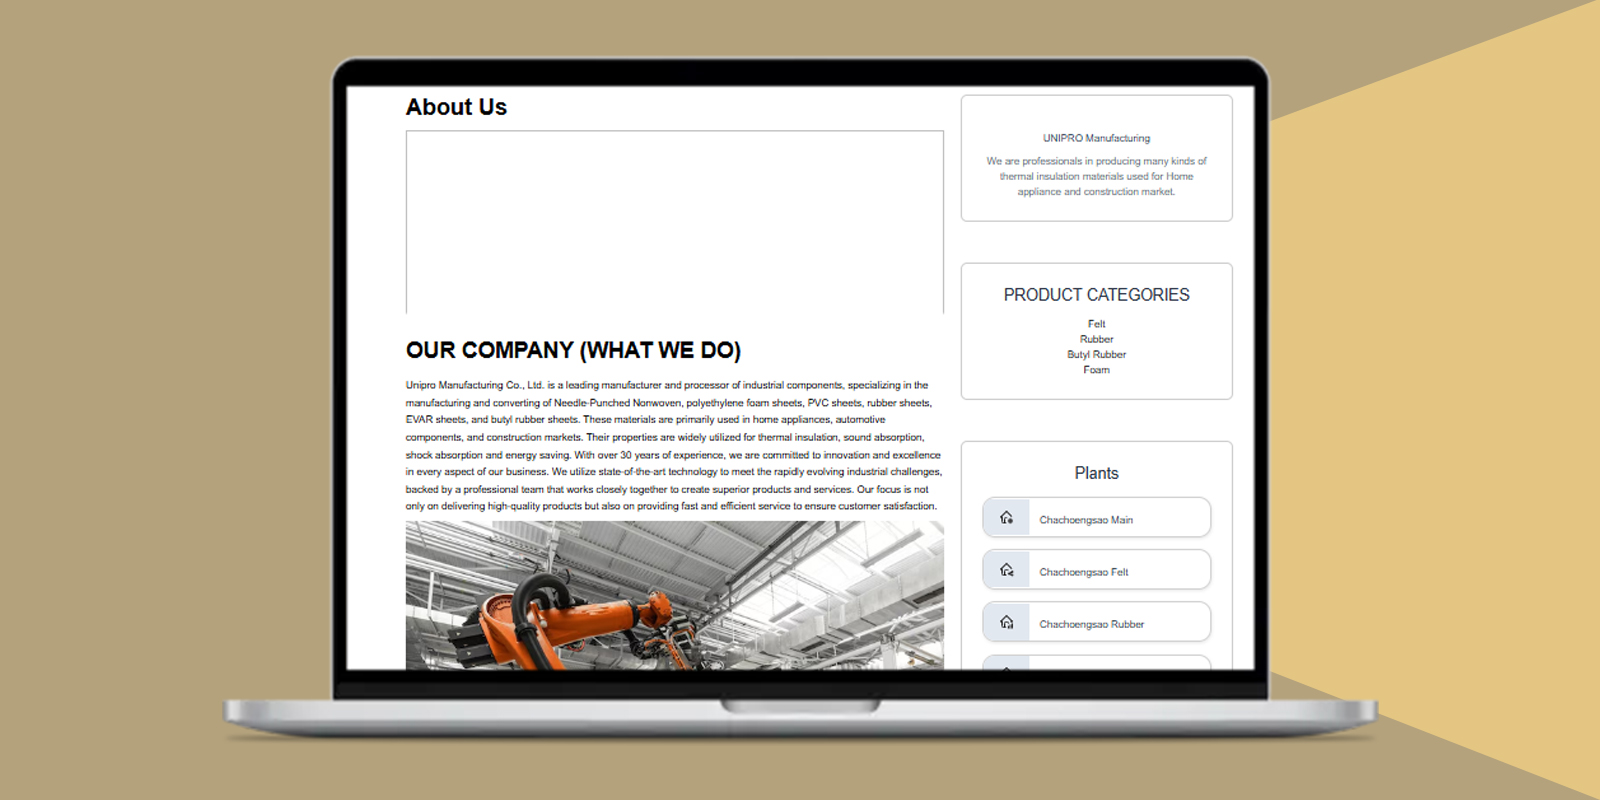 About Us
OUR COMPANY (WHAT WE DO)
Unipro Manufacturing Co., Ltd. is a leading manufacturer and processor of industrial components, specializing in the
manufacturing and converting of Needle-Punched Nonwoven, polyethylene foam sheets, PVC sheets, rubber sheets,
EVAR sheets, and butyl rubber sheets. These materials are primarily used in home appliances, automotive
components, and construction markets. Their properties are widely utilized for thermal insulation, sound absorption,
shock absorption and energy saving. With over 30 years of experience, we are committed to innovation and excellence
in every aspect of our business. We utilize state-of-the-art technology to meet the rapidly evolving industrial challenges,
backed by a professional team that works closely together to create superior products and services. Our focus is not
only on delivering high-quality products but also on providing fast and efficient service to ensure customer satisfaction.
UNIPRO Manufacturing
We are professionals in producing many kinds of
thermal insulation materials used for Home
appliance and construction market.
PRODUCT CATEGORIES
Felt
Rubber
Butyl Rubber
Foam
Plants
Chachoengsao Main
Chachoengsao Felt
Chachoengsao Rubber